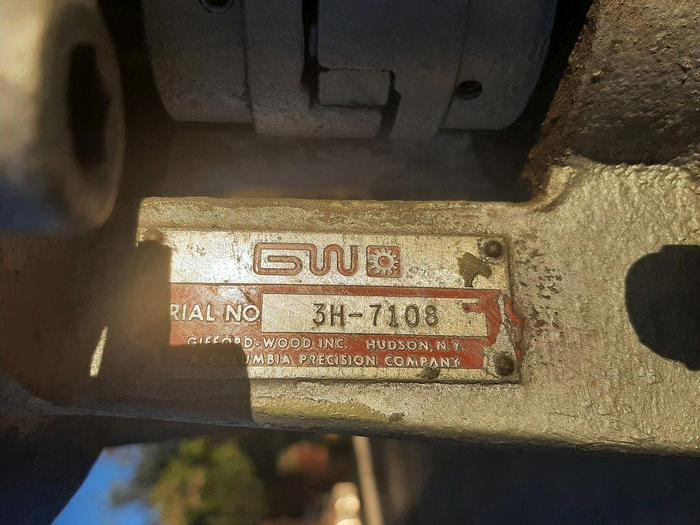 GW
RIAL NO 3H-7108
GIFFORD-WOOD INC. HUDSON, N.Y.
A COLUMBIA PRECISION COMPANY